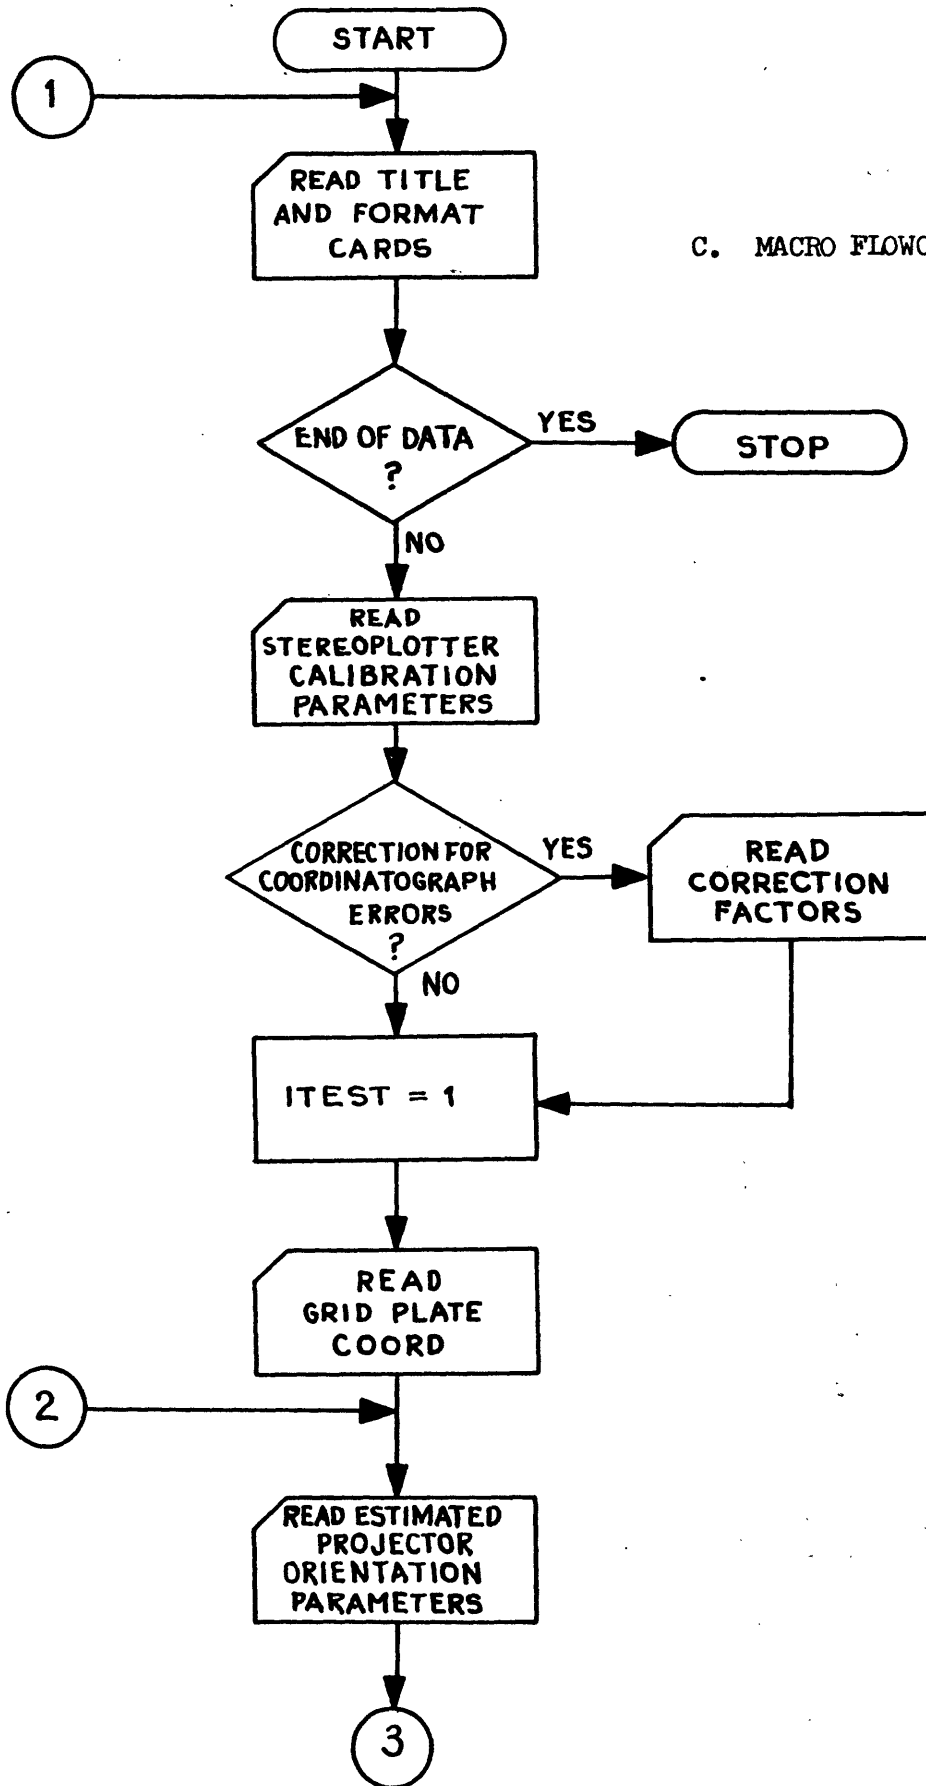 START
1
READ TITLE
AND FORMAT
CARDS
C. MACRO FLOWC
END OF DATA
?
YES
STOP
NO
READ
STEREOPLOTTER
CALIBRATION
PARAMETERS
CORRECTION FOR
COORDINATOGRAPH
ERRORS
?
YES
READ
CORRECTION
FACTORS
NO
ITEST = 1
READ
GRID PLATE
COORD
2
READ ESTIMATED
PROJECTOR
ORIENTATION
PARAMETERS
3